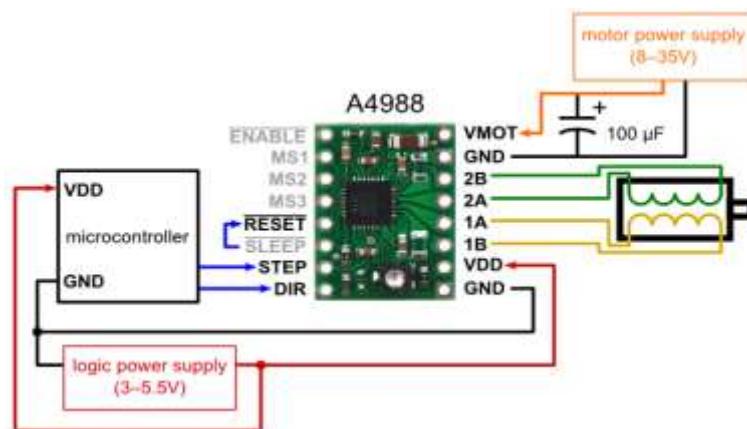 motor power supply
(8–35V)
A4988
ENABLE
MS1
MS2
MS3
RESET
SLEEP
STEP
DIR
VMOT
GND
2B
2A
1A
1B
VDD
GND
+
100 µF
VDD
microcontroller
GND
logic power supply
(3–5.5V)